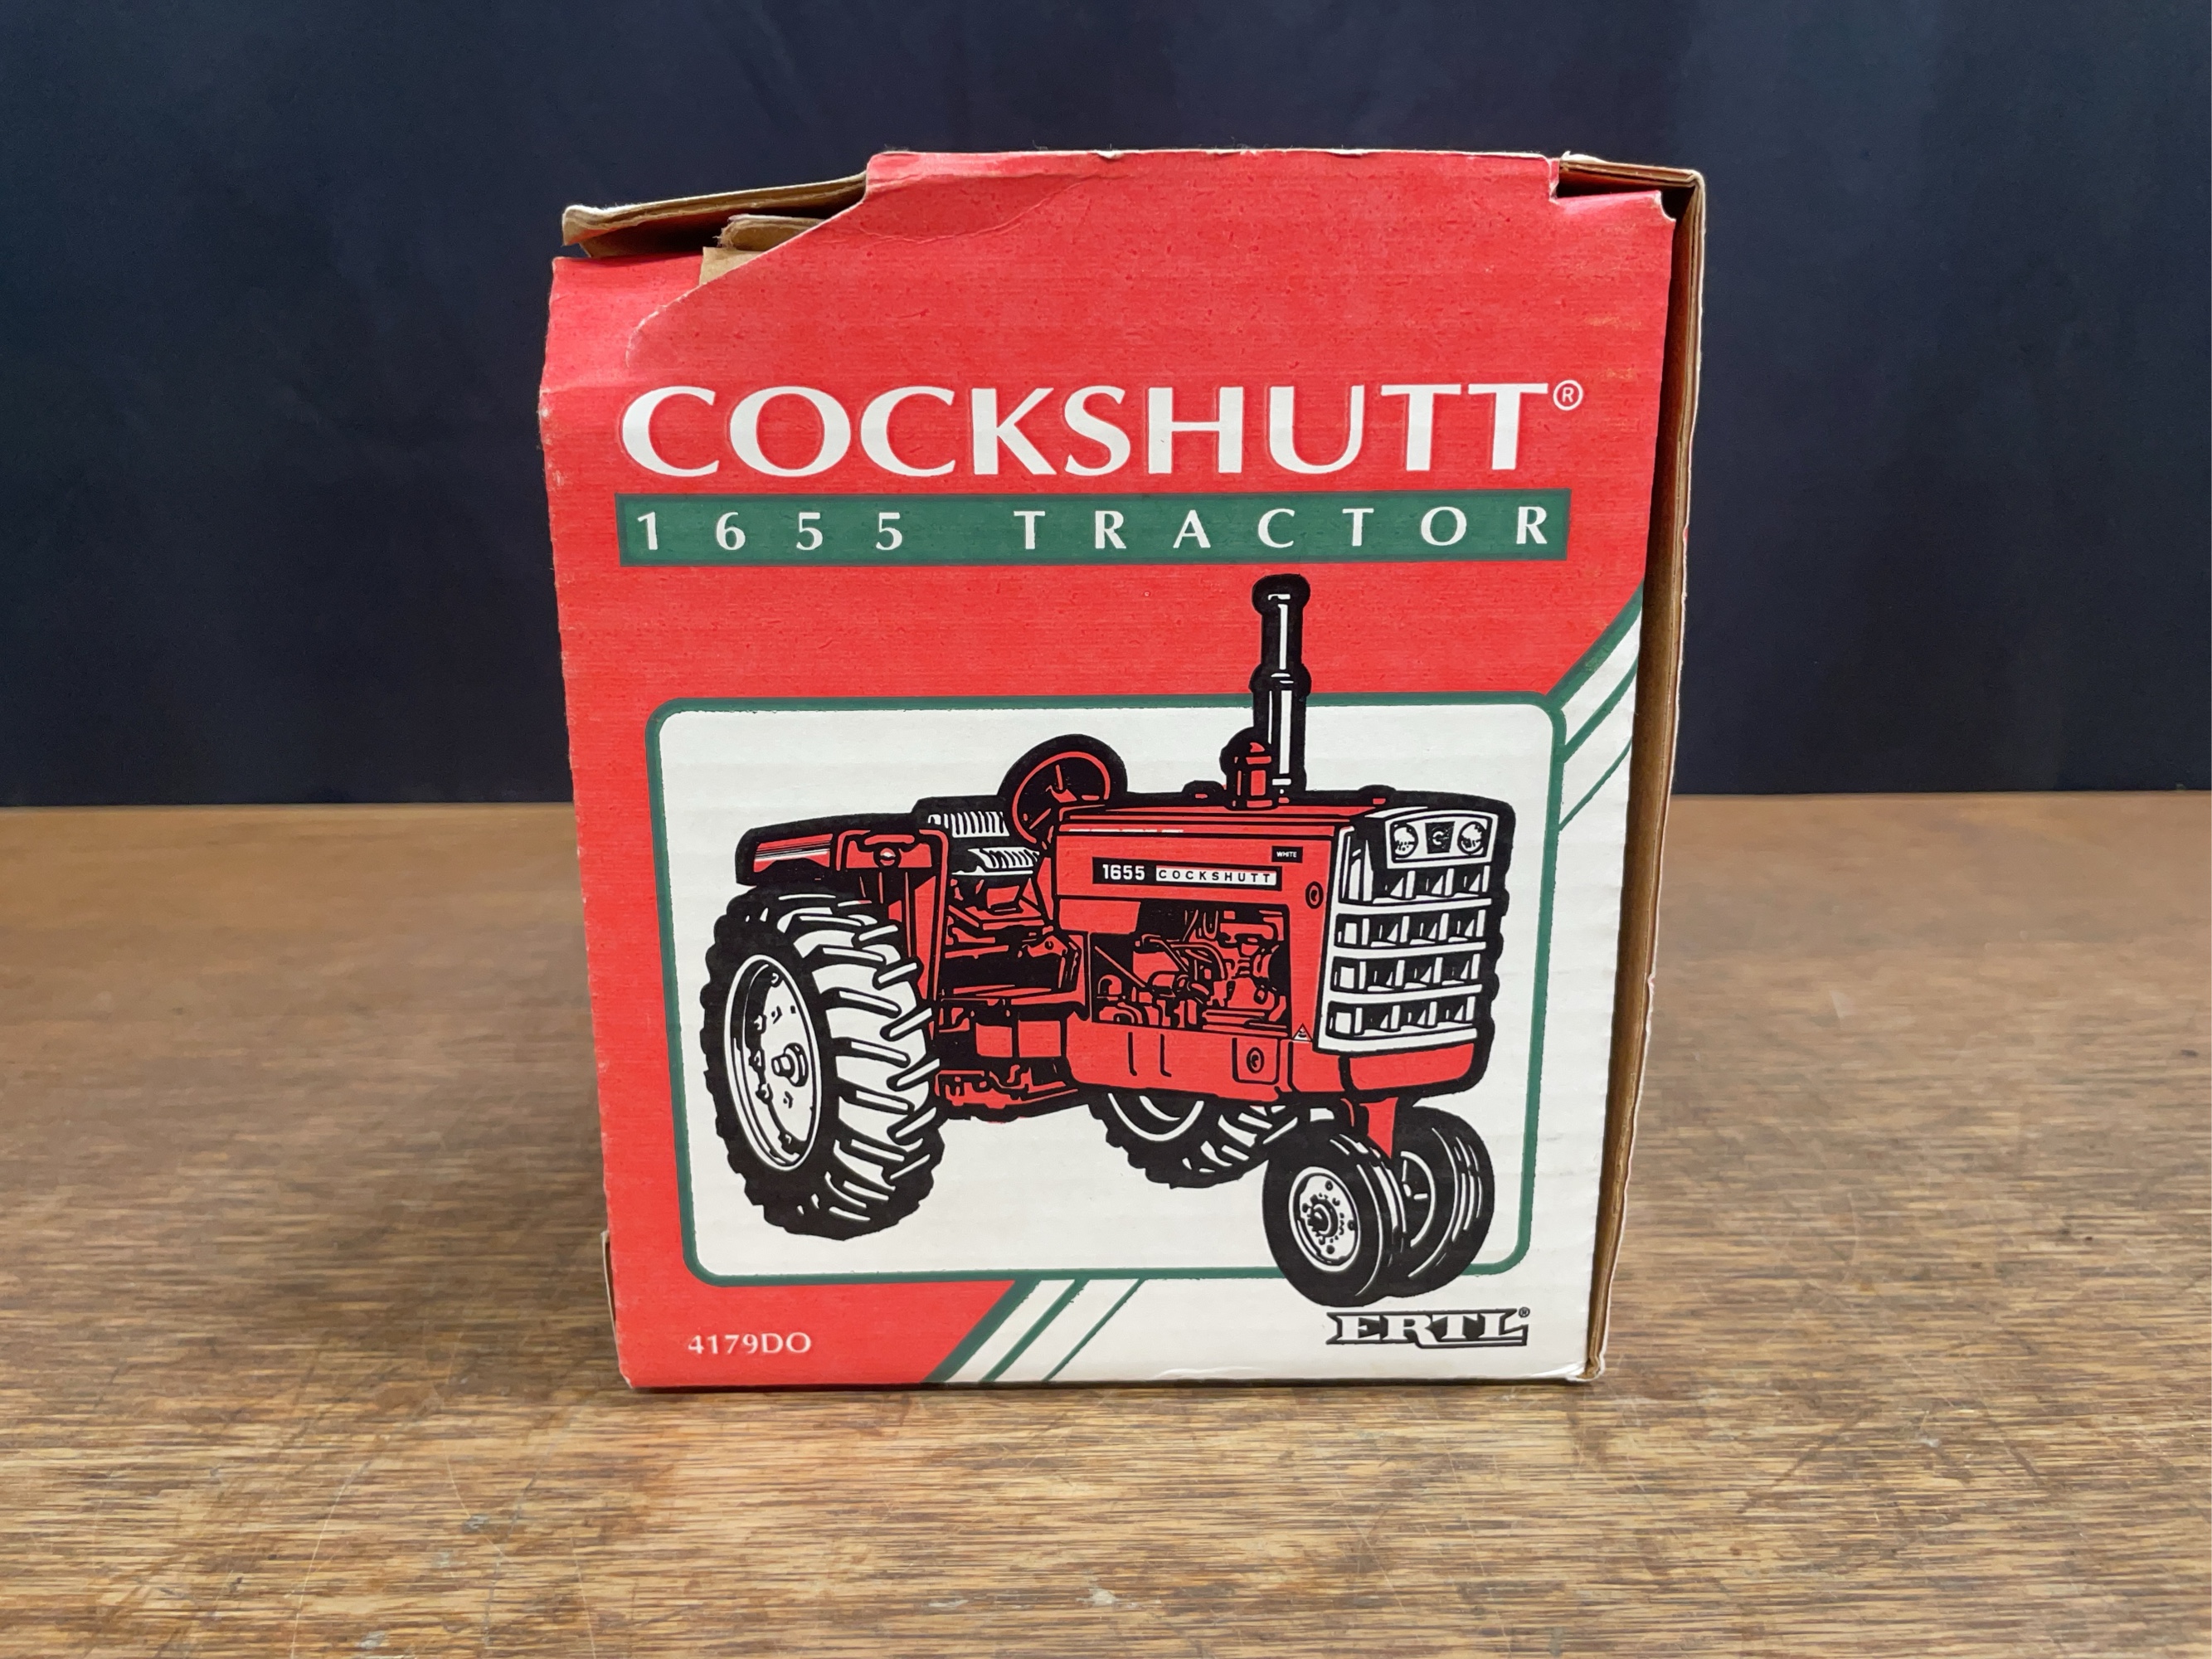 COCKSHUTT®
1655 TRACTOR
WHITE
1655 COCKSHUTT
4179DO
ERTL®